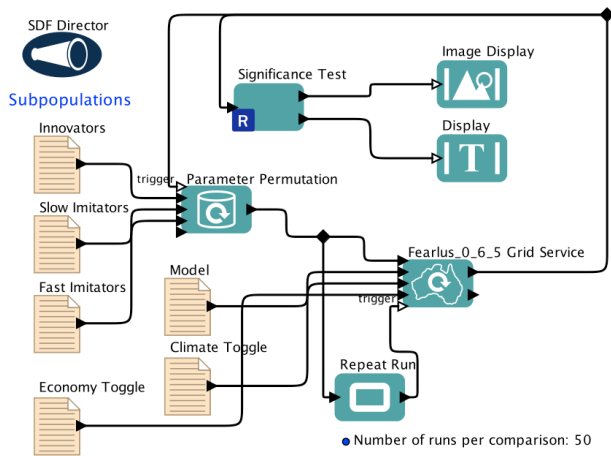 SDF Director
Image Display
Significance Test
R
Subpopulations
Display
T
Innovators
trigger
Parameter Permutation
Slow Imitators
Fearlus_0_6_5 Grid Service
Model
Fast Imitators
trigger
Climate Toggle
Repeat Run
Economy Toggle
Number of runs per comparison: 50